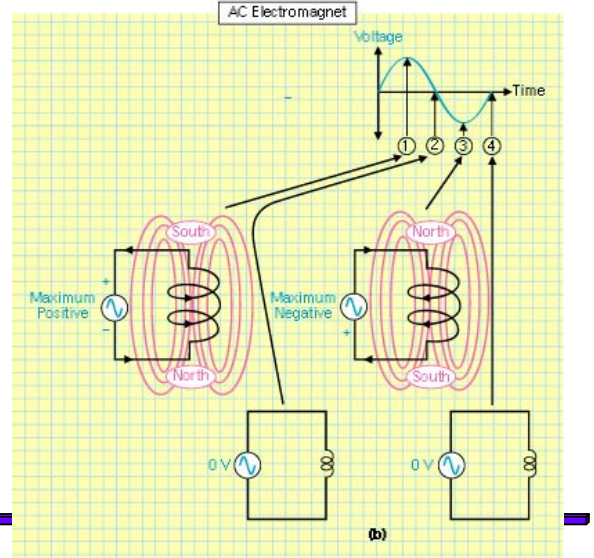 AC Electromagnet
Voltage
Time
1 2 3 4
South
North
+
Maximum
Positive
−
Maximum
Negative
+
North
South
0 V
0 V
(b)